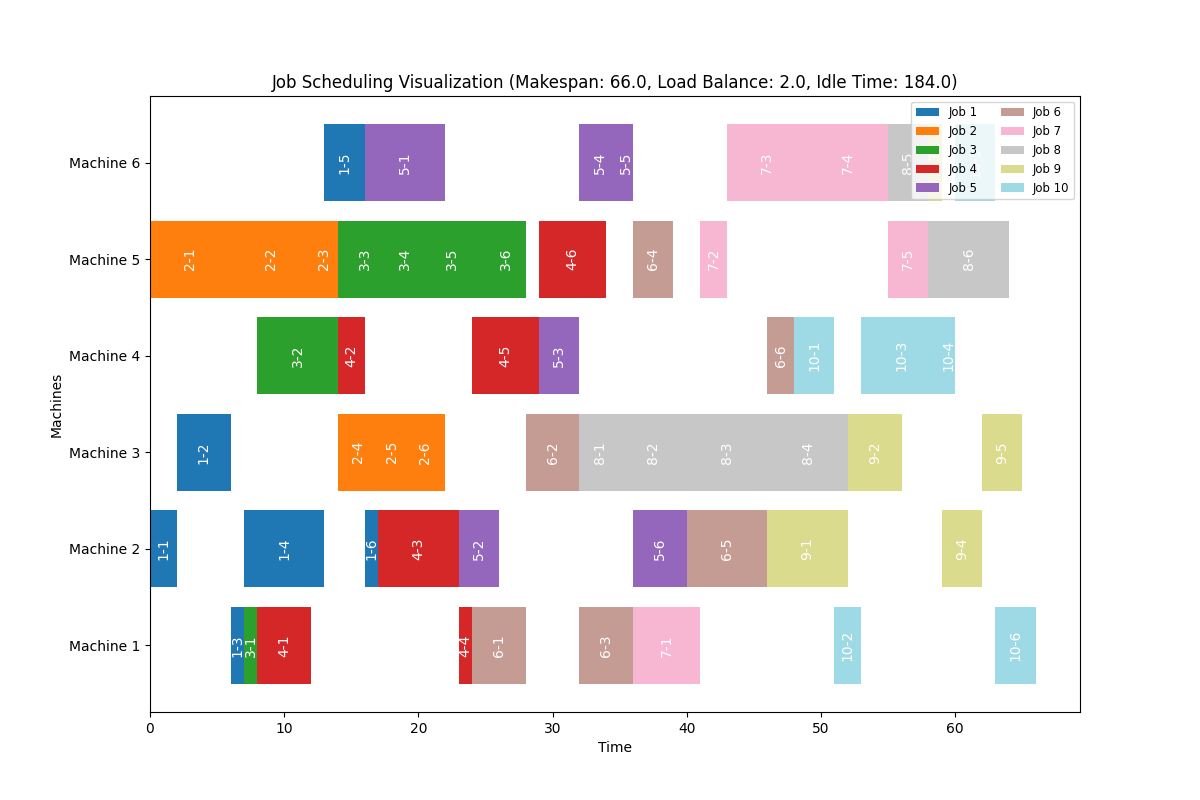 Job Scheduling Visualization (Makespan: 66.0, Load Balance: 2.0, Idle Time: 184.0)
Job 1 Job 6
Job 2 Job 7
Job 3 Job 8
Job 4 Job 9
Job 5 Job 10
Machines
Machine 6
1-5 5-1 5-4 5-5 7-3 7-4 8-5
Machine 5
2-1 2-2 2-3 3-3 3-4 3-5 3-6 4-6 6-4 7-2 7-5 8-6
Machine 4
3-2 4-2 4-5 5-3 6-6 10-1 10-3 10-4
Machine 3
1-2 2-4 2-5 2-6 6-2 8-1 8-2 8-3 8-4 9-2 9-5
Machine 2
1-1 1-4 1-6 4-3 5-2 5-6 6-5 9-1 9-4
Machine 1
1-3 3-1 4-1 4-4 6-1 6-3 7-1 10-2 10-6
0 10 20 30 40 50 60
Time